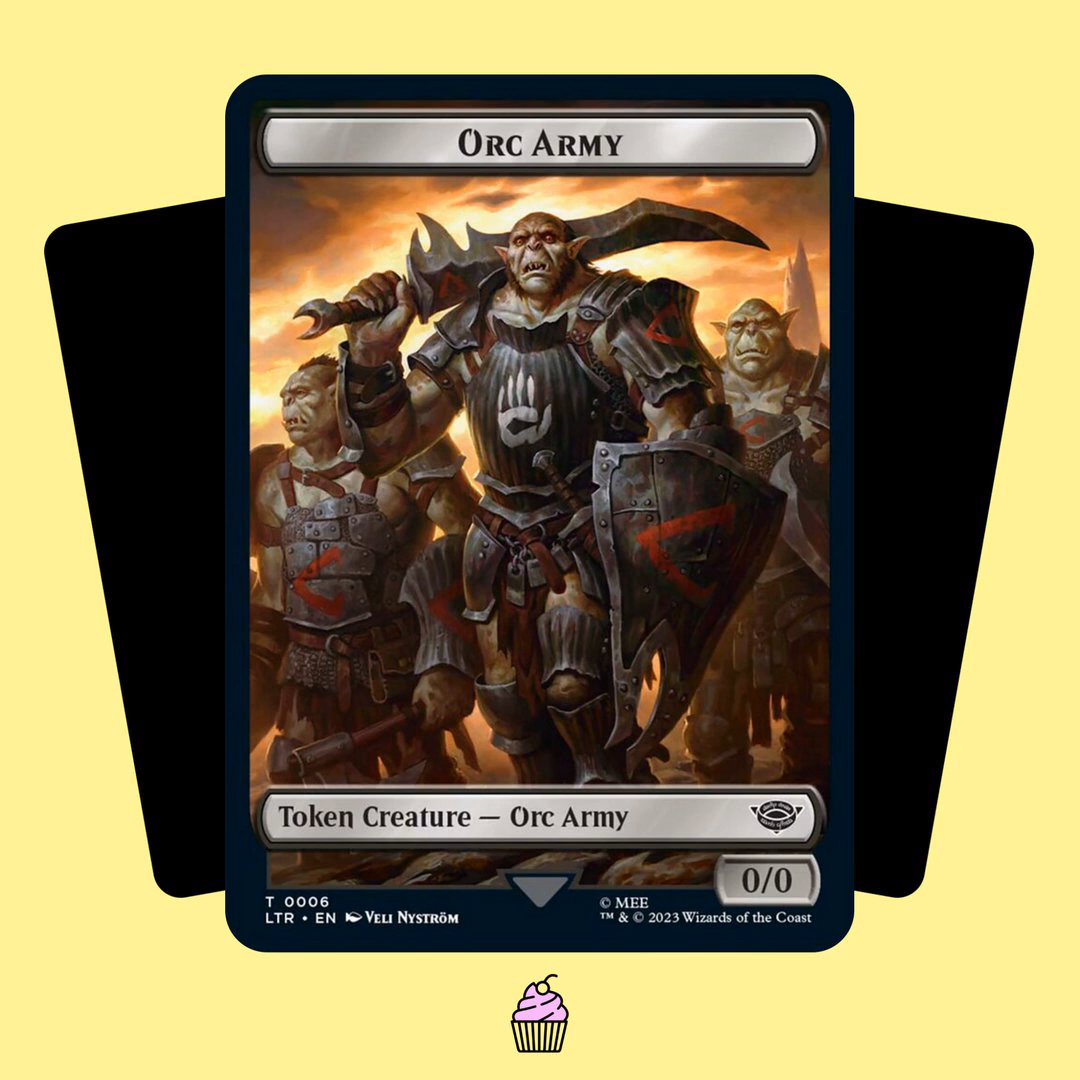 Orc Army
Token Creature — Orc Army
0/0
T 0006
LTR • EN Veli Nyström
© MEE
™ & © 2023 Wizards of the Coast